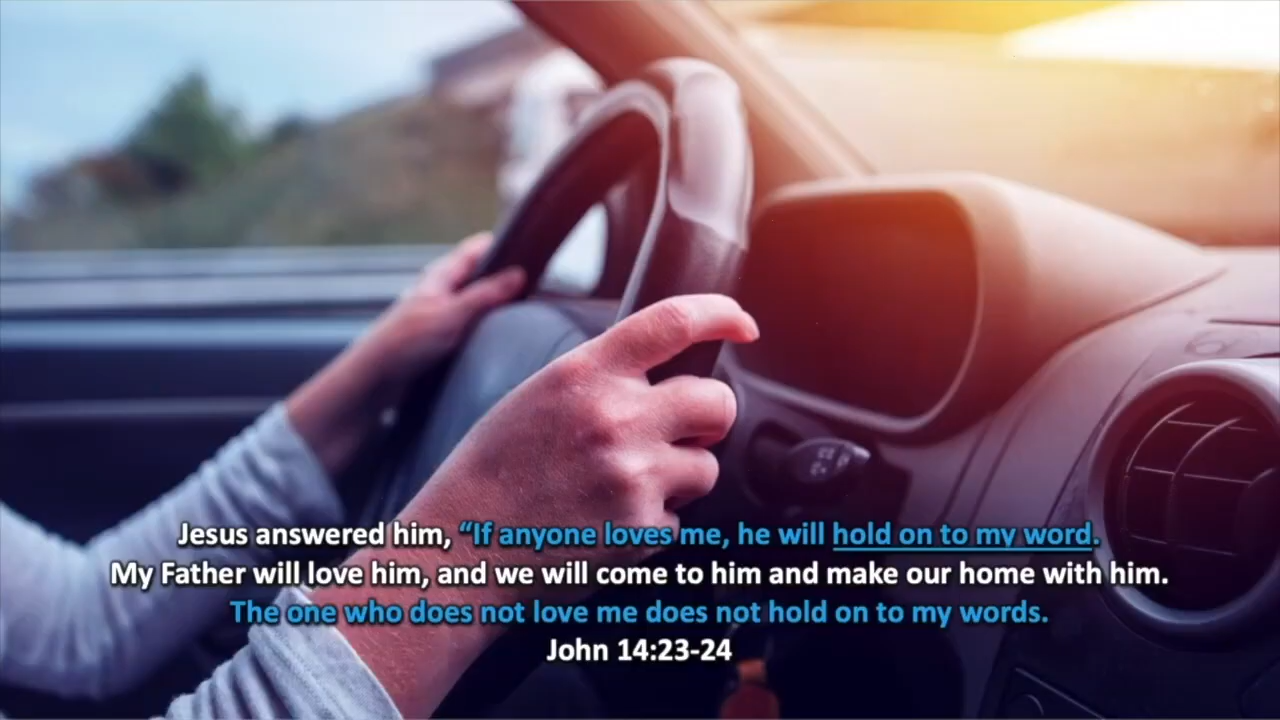 Jesus answered him, “If anyone loves me, he will hold on to my word.
My Father will love him, and we will come to him and make our home with him.
The one who does not love me does not hold on to my words.
John 14:23-24